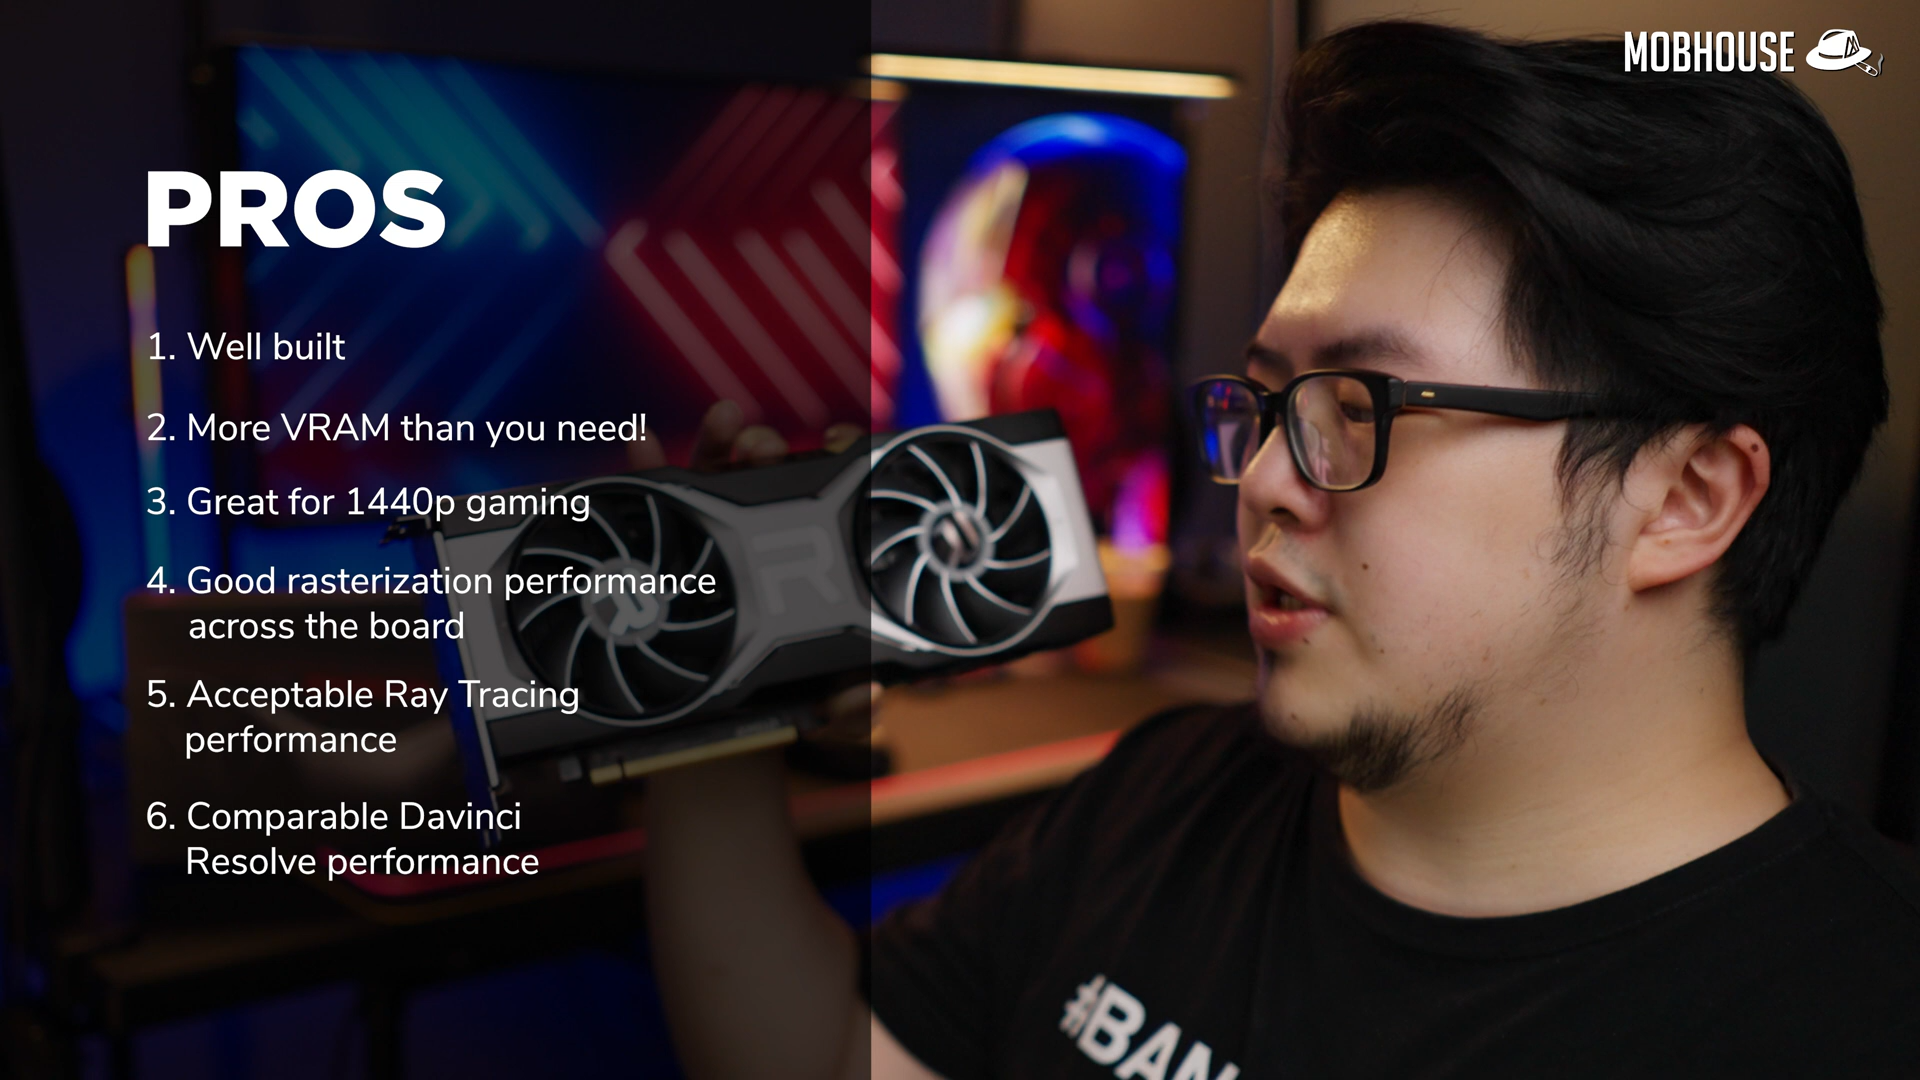 MOBHOUSE
PROS
1. Well built
2. More VRAM than you need!
3. Great for 1440p gaming
4. Good rasterization performance
across the board
5. Acceptable Ray Tracing
performance
6. Comparable Davinci
Resolve performance
R
#BAN